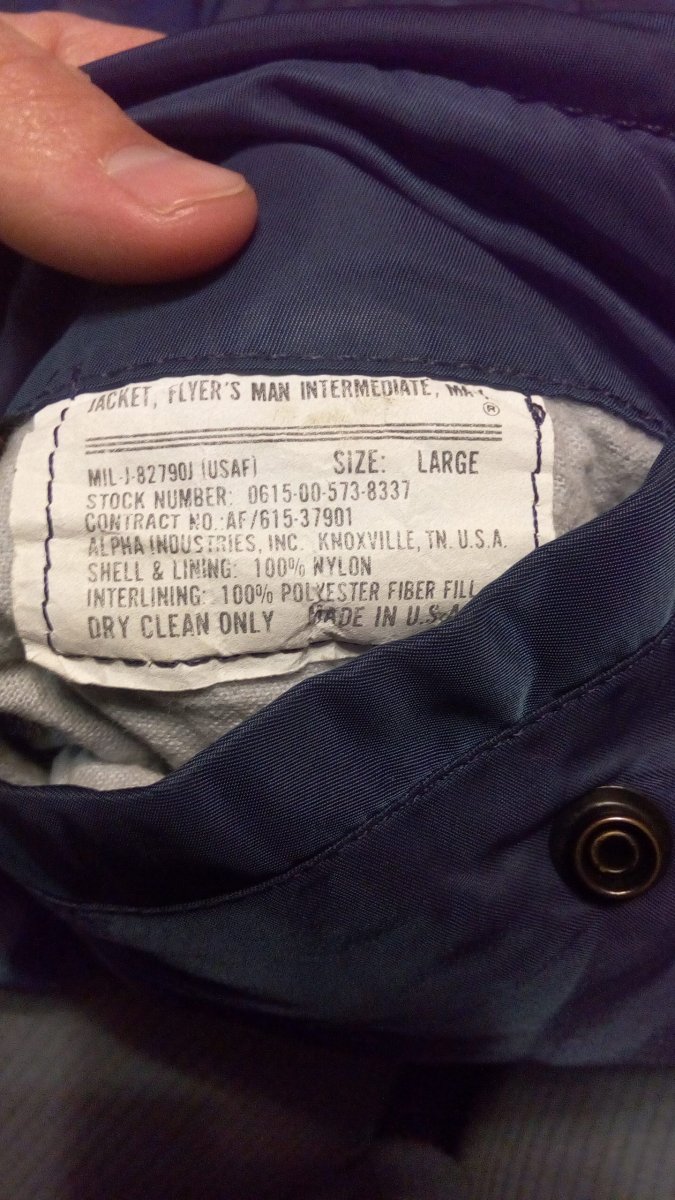 JACKET, FLYER'S MAN INTERMEDIATE,
®
MIL-J-82790J (USAF) SIZE: LARGE
STOCK NUMBER: 0615-00-573-8337
CONTRACT NO.:AF/615-37901
ALPHA INDUSTRIES, INC. KNOXVILLE, TN. U.S.A.
SHELL & LINING: 100% NYLON
INTERLINING: 100% POLYESTER FIBER FILL
DRY CLEAN ONLY MADE IN U.S.A